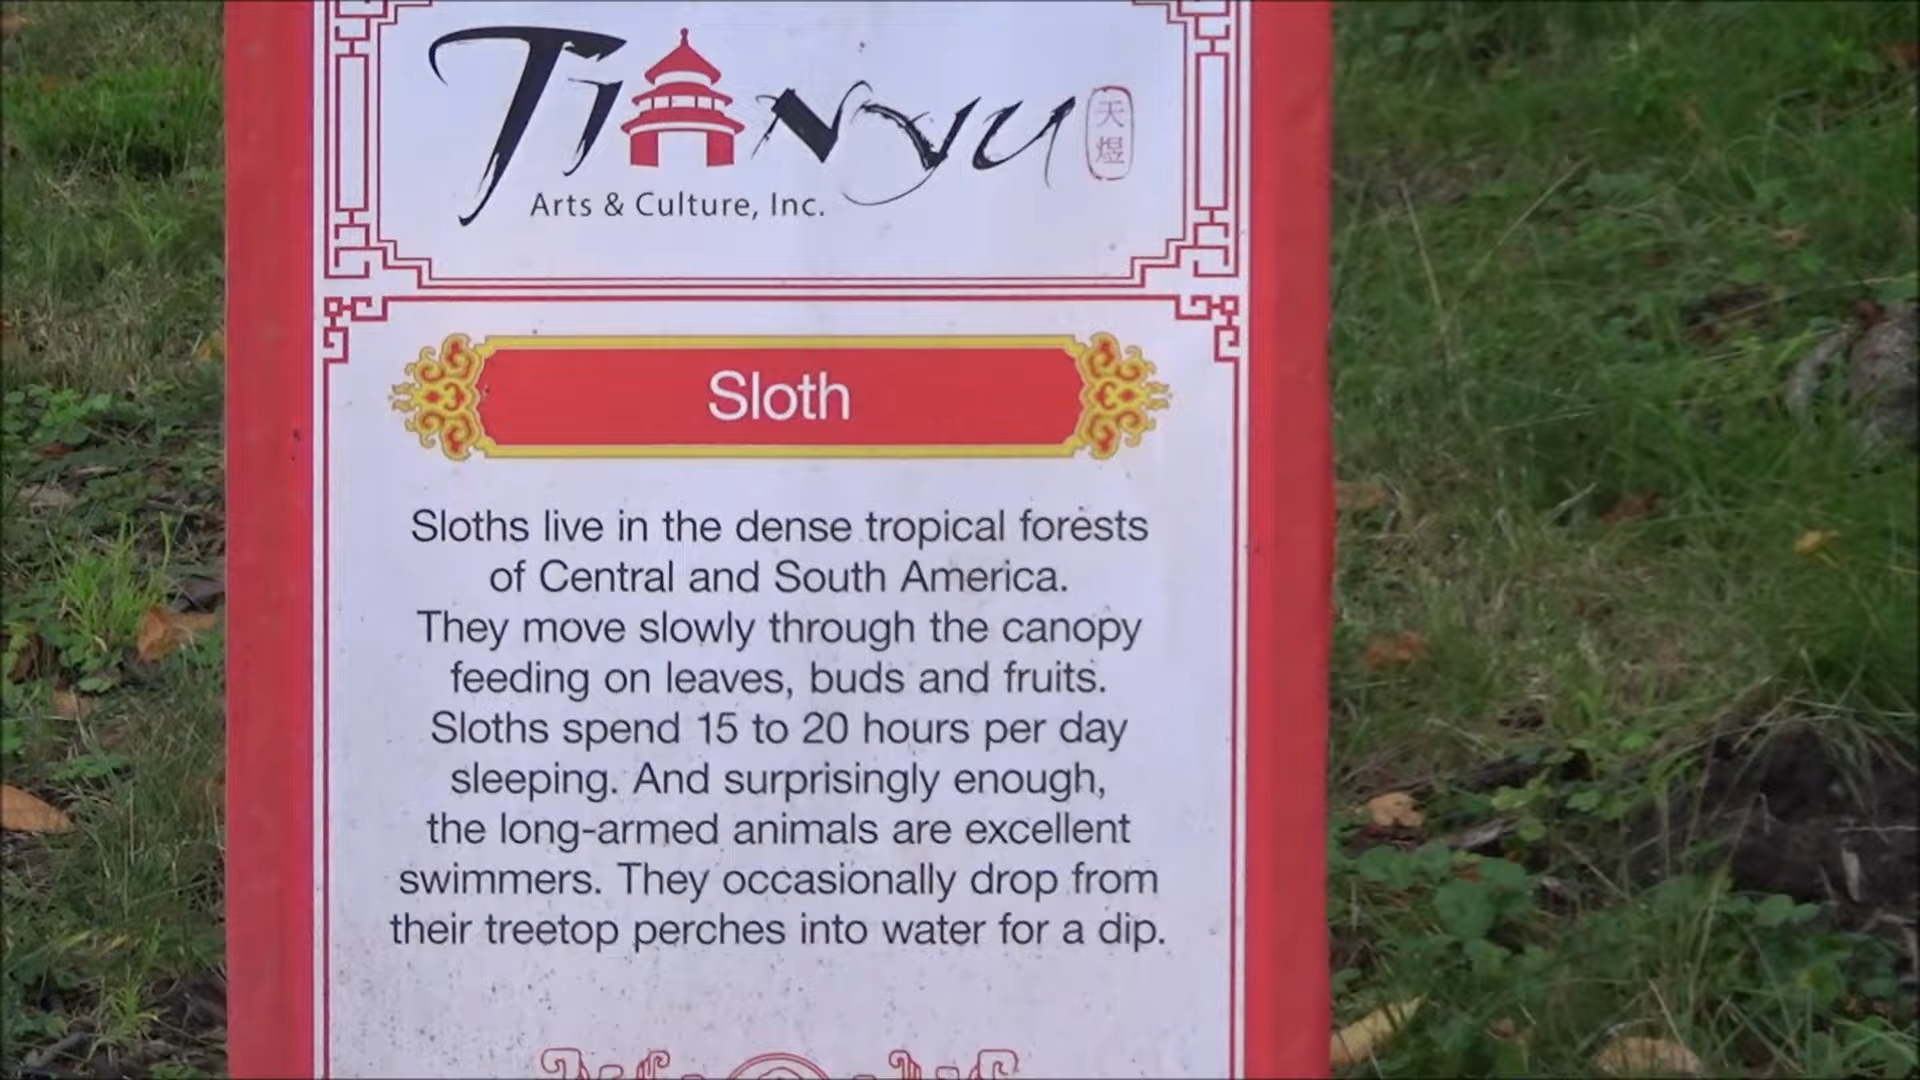 TIANYU
天
煜
Arts & Culture, Inc.
Sloth
Sloths live in the dense tropical forests
of Central and South America.
They move slowly through the canopy
feeding on leaves, buds and fruits.
Sloths spend 15 to 20 hours per day
sleeping. And surprisingly enough,
the long-armed animals are excellent
swimmers. They occasionally drop from
their treetop perches into water for a dip.